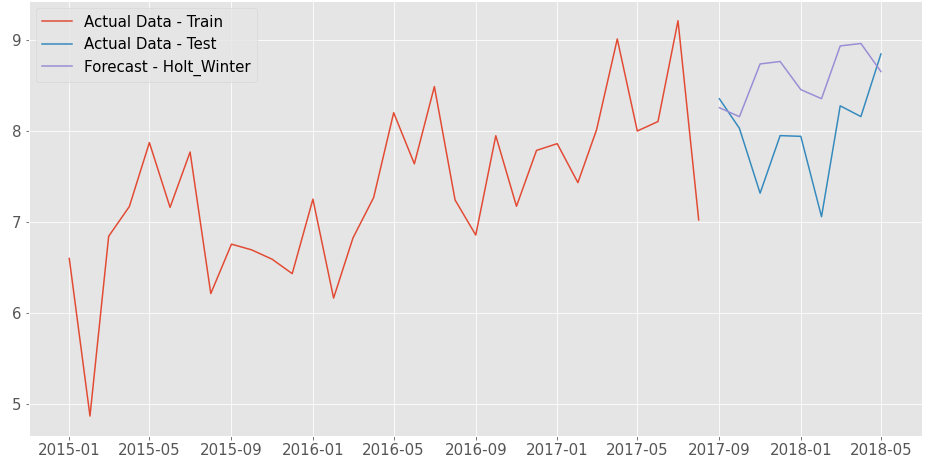 Actual Data - Train
Actual Data - Test
Forecast - Holt_Winter
9
8
7
6
5
2015-01 2015-05 2015-09 2016-01 2016-05 2016-09 2017-01 2017-05 2017-09 2018-01 2018-05